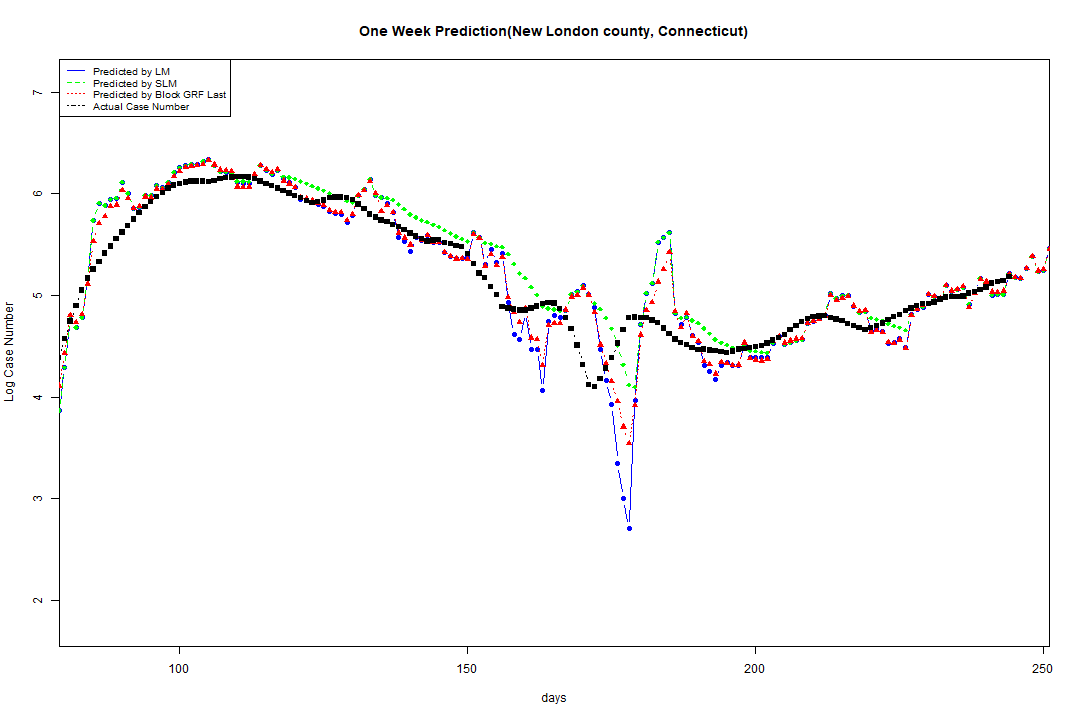 One Week Prediction(New London county, Connecticut)
Predicted by LM
Predicted by SLM
Predicted by Block GRF Last
Actual Case Number
7
6
5
4
3
2
Log Case Number
100 150 200 250
days